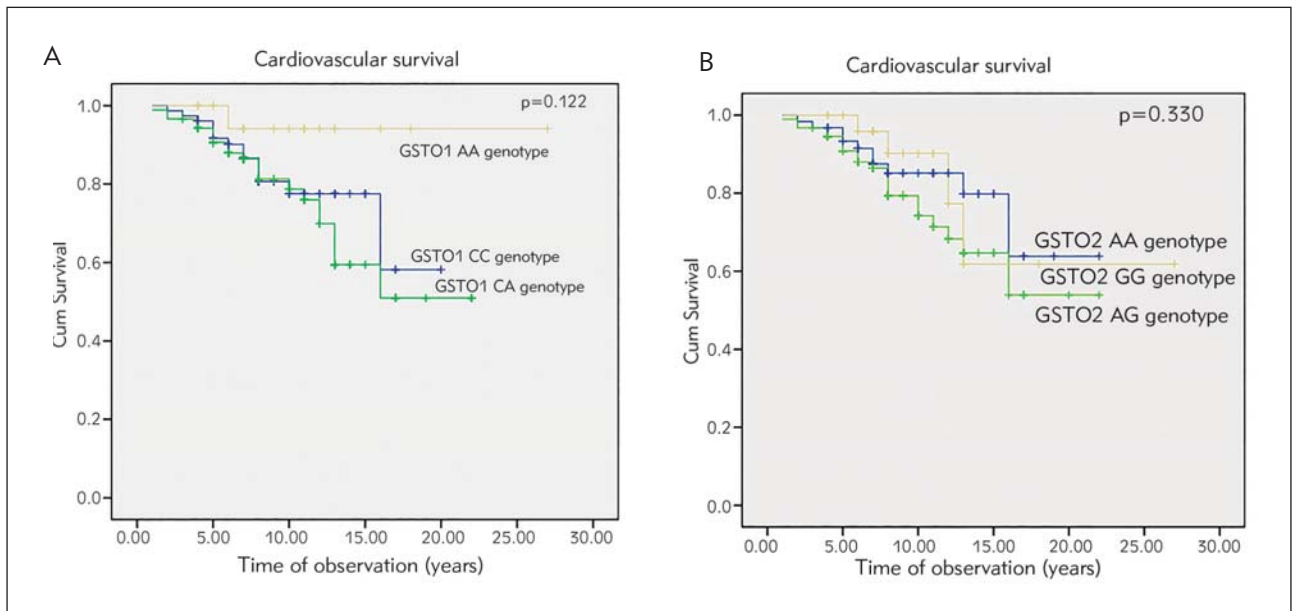 A
Cardiovascular survival
p=0.122
1.0
0.8
0.6
0.4
0.2
0.0
Cum Survival
GSTO1 AA genotype
GSTO1 CC genotype
GSTO1 CA genotype
0.00 5.00 10.00 15.00 20.00 25.00 30.00
Time of observation (years)
B
Cardiovascular survival
p=0.330
1.0
0.8
0.6
0.4
0.2
0.0
Cum Survival
GSTO2 AA genotype
GSTO2 GG genotype
GSTO2 AG genotype
0.00 5.00 10.00 15.00 20.00 25.00 30.00
Time of observation (years)